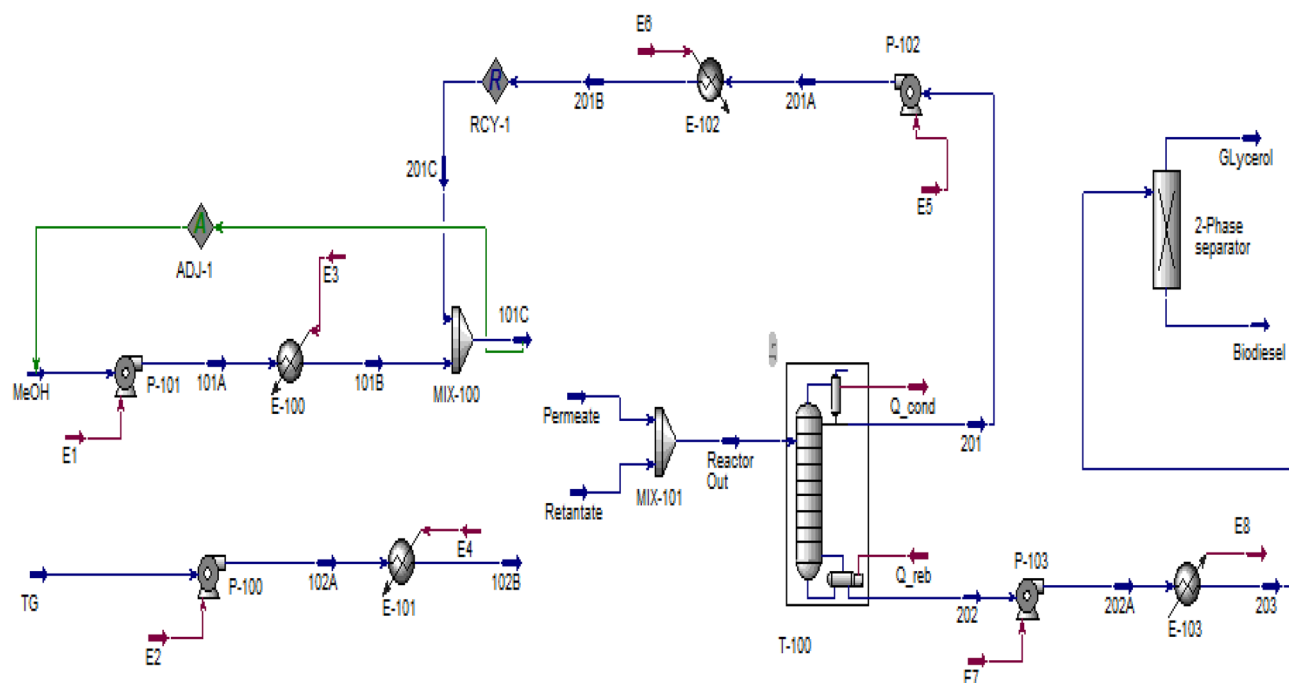 E6
P-102
R
201B
201A
RCY-1
E-102
GLycerol
201C
E5
A
2-Phase
separator
ADJ-1
E3
101C
Biodiesel
MeOH
P-101
101A
101B
E-100
MIX-100
Permeate
Q_cond
201
E1
Reactor
Out
MIX-101
Retantate
E8
E4
P-103
Q_reb
TG
P-100
102A
E-101
102B
202
202A
203
E-103
T-100
E2
E7